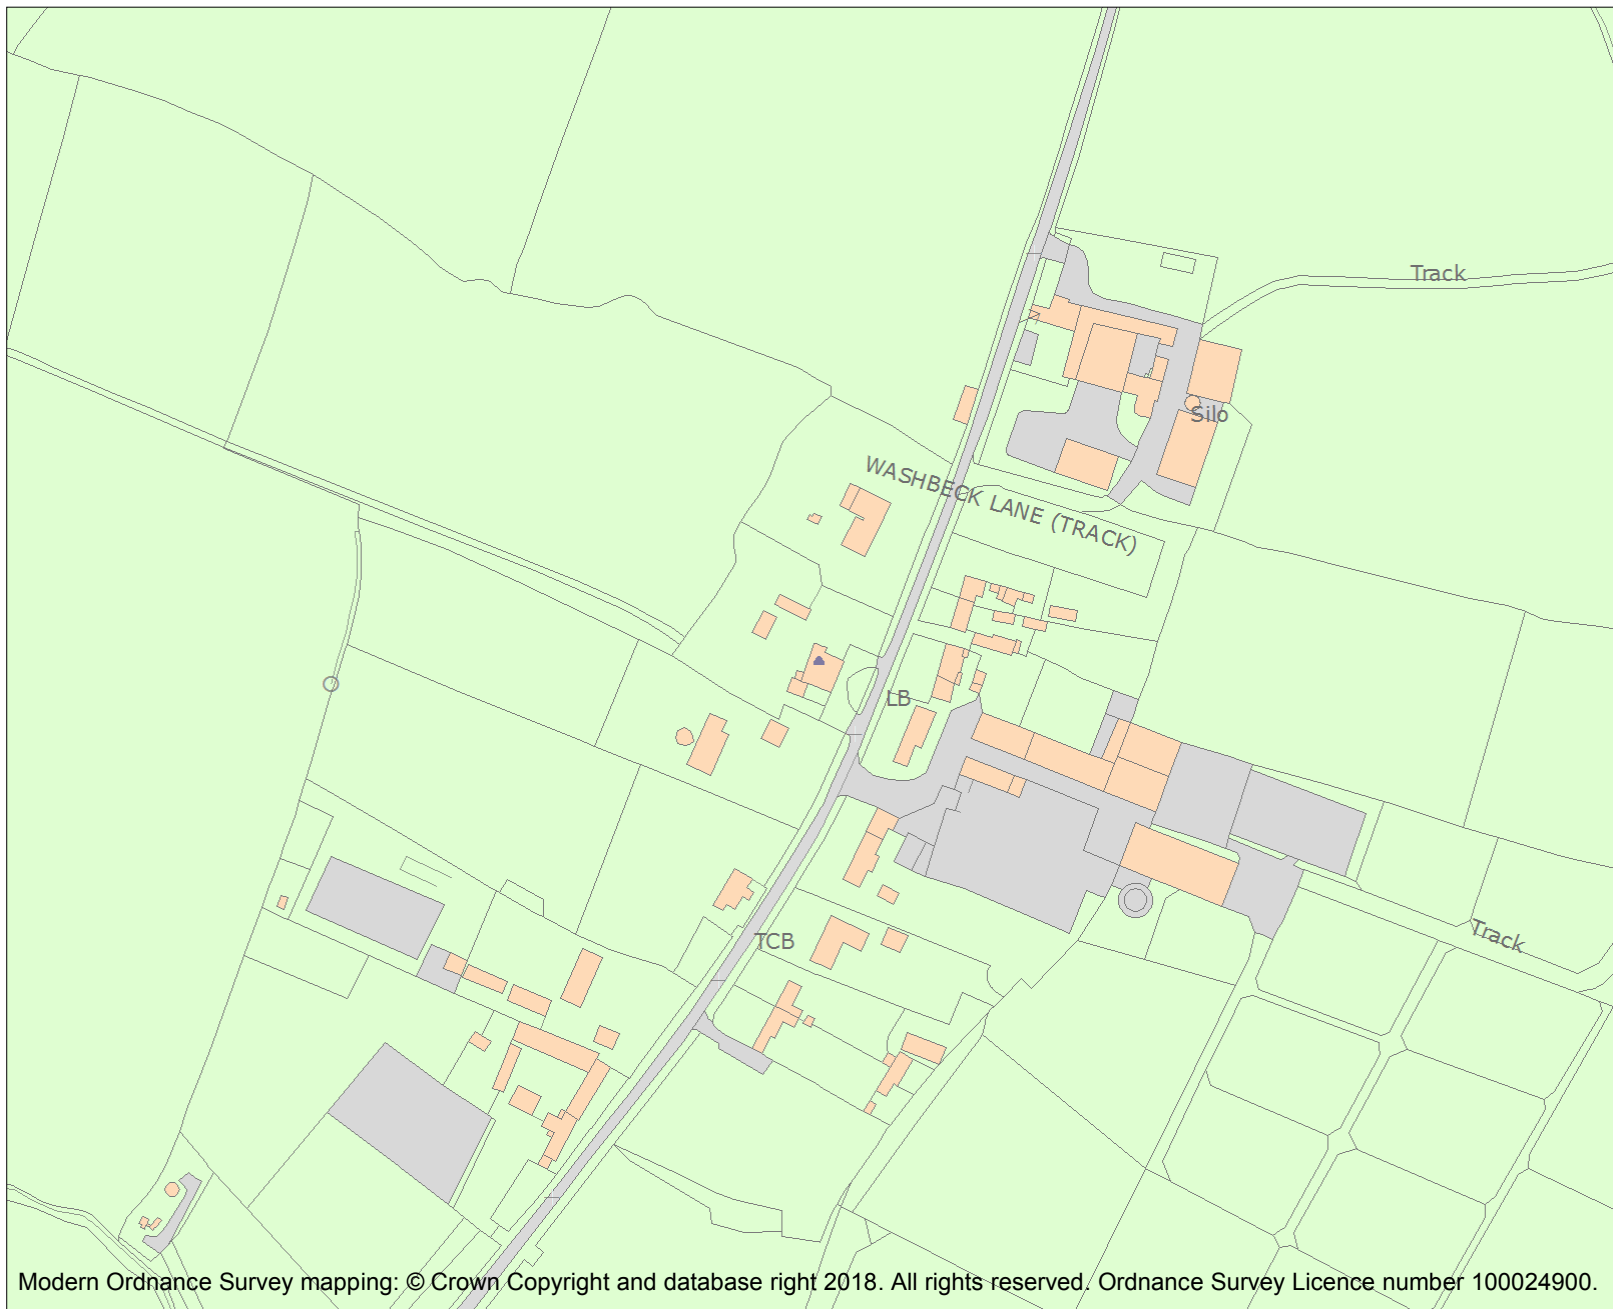 Track
Silo
WASHBECK LANE (TRACK)
LB
TCB
Track
Modern Ordnance Survey mapping: © Crown Copyright and database right 2018. All rights reserved. Ordnance Survey Licence number 100024900.